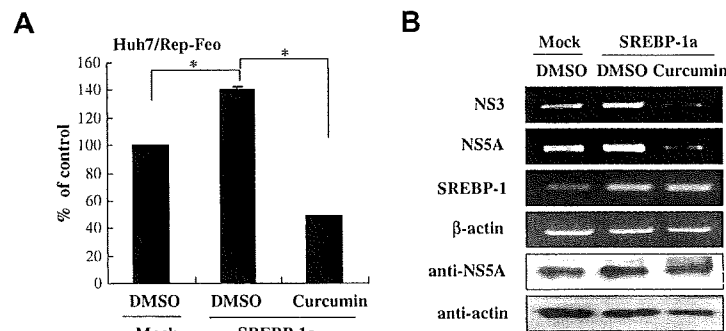 A
Huh7/Rep-Feo
*
*
160
140
120
100
80
60
40
20
0
% of control
DMSO
DMSO
Curcumin
Mock
SREBP-1a
B
Mock
SREBP-1a
DMSO
DMSO
Curcumin
NS3
NS5A
SREBP-1
β-actin
anti-NS5A
anti-actin